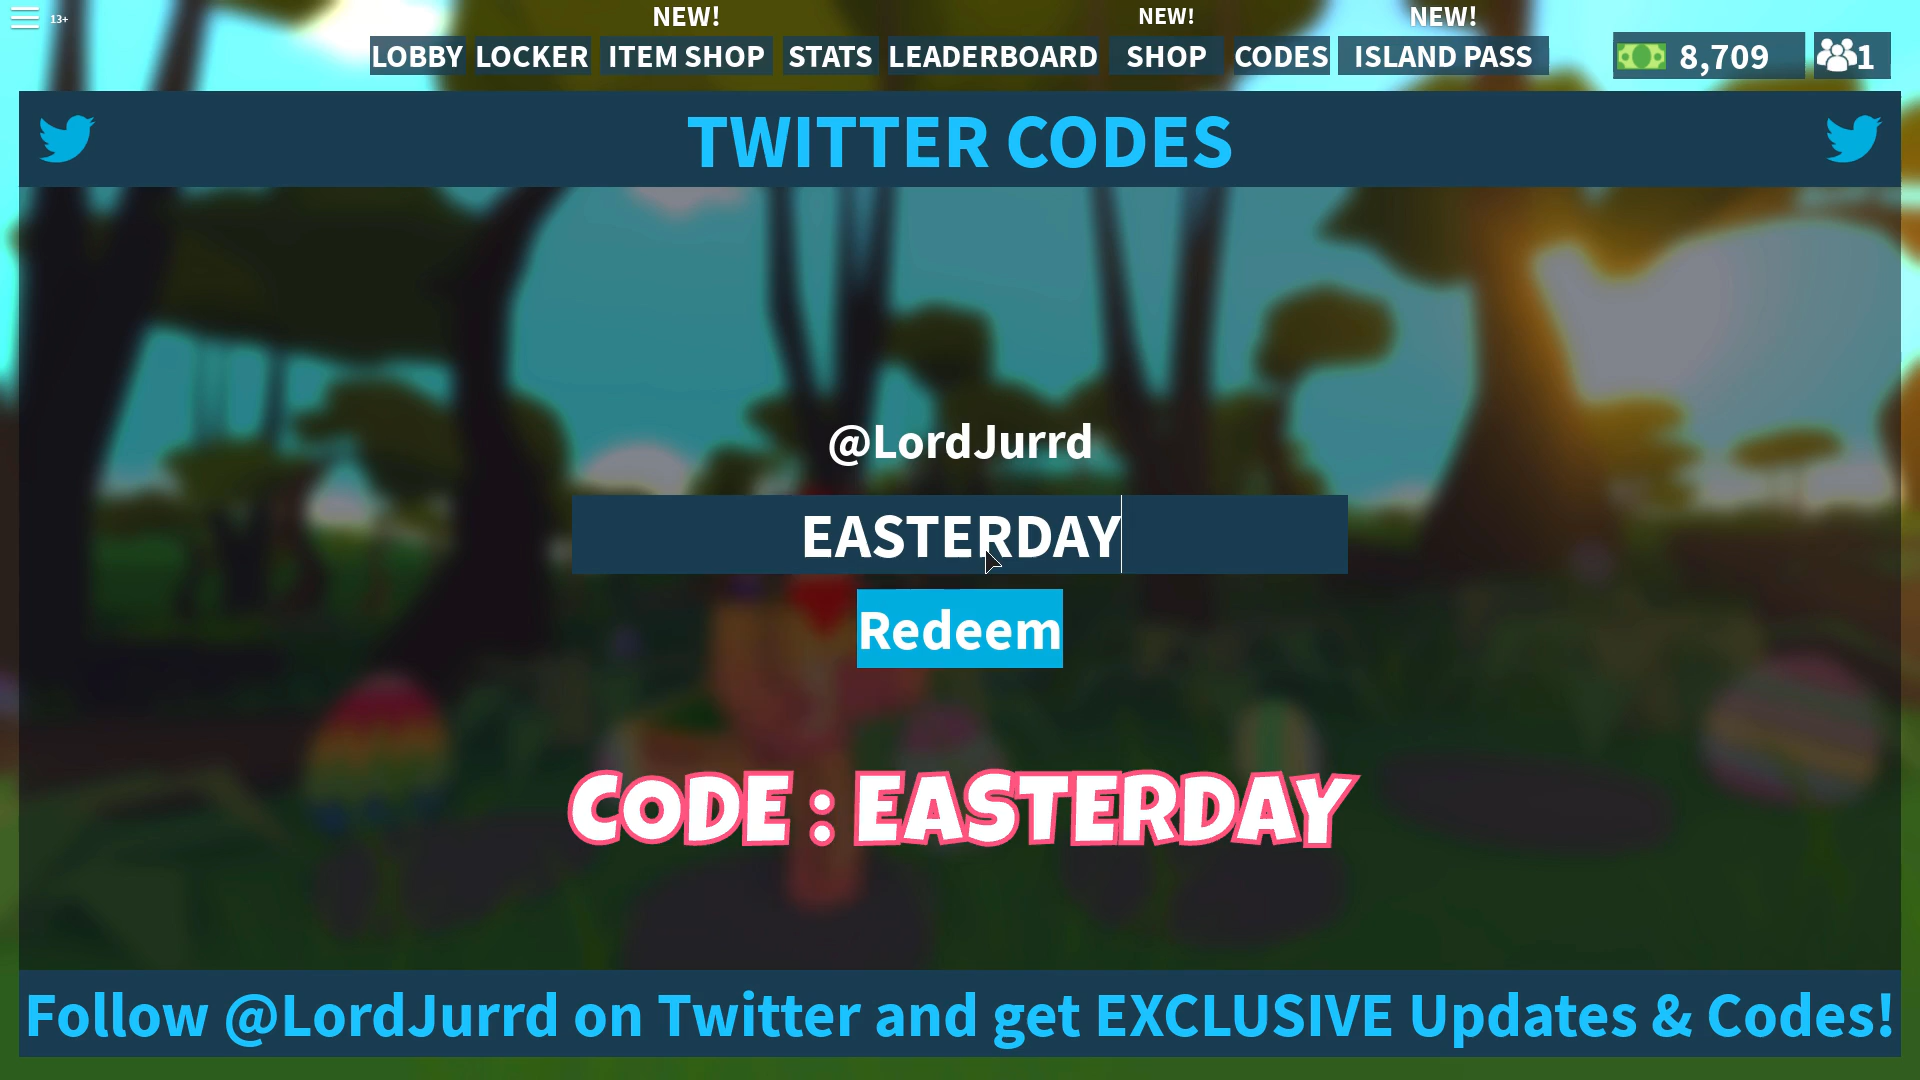 13+
NEW! NEW! NEW!
LOBBY LOCKER ITEM SHOP STATS LEADERBOARD SHOP CODES ISLAND PASS 8,709 1
TWITTER CODES
@LordJurrd
EASTERDAY
Redeem
CODE : EASTERDAY
Follow @LordJurrd on Twitter and get EXCLUSIVE Updates & Codes!